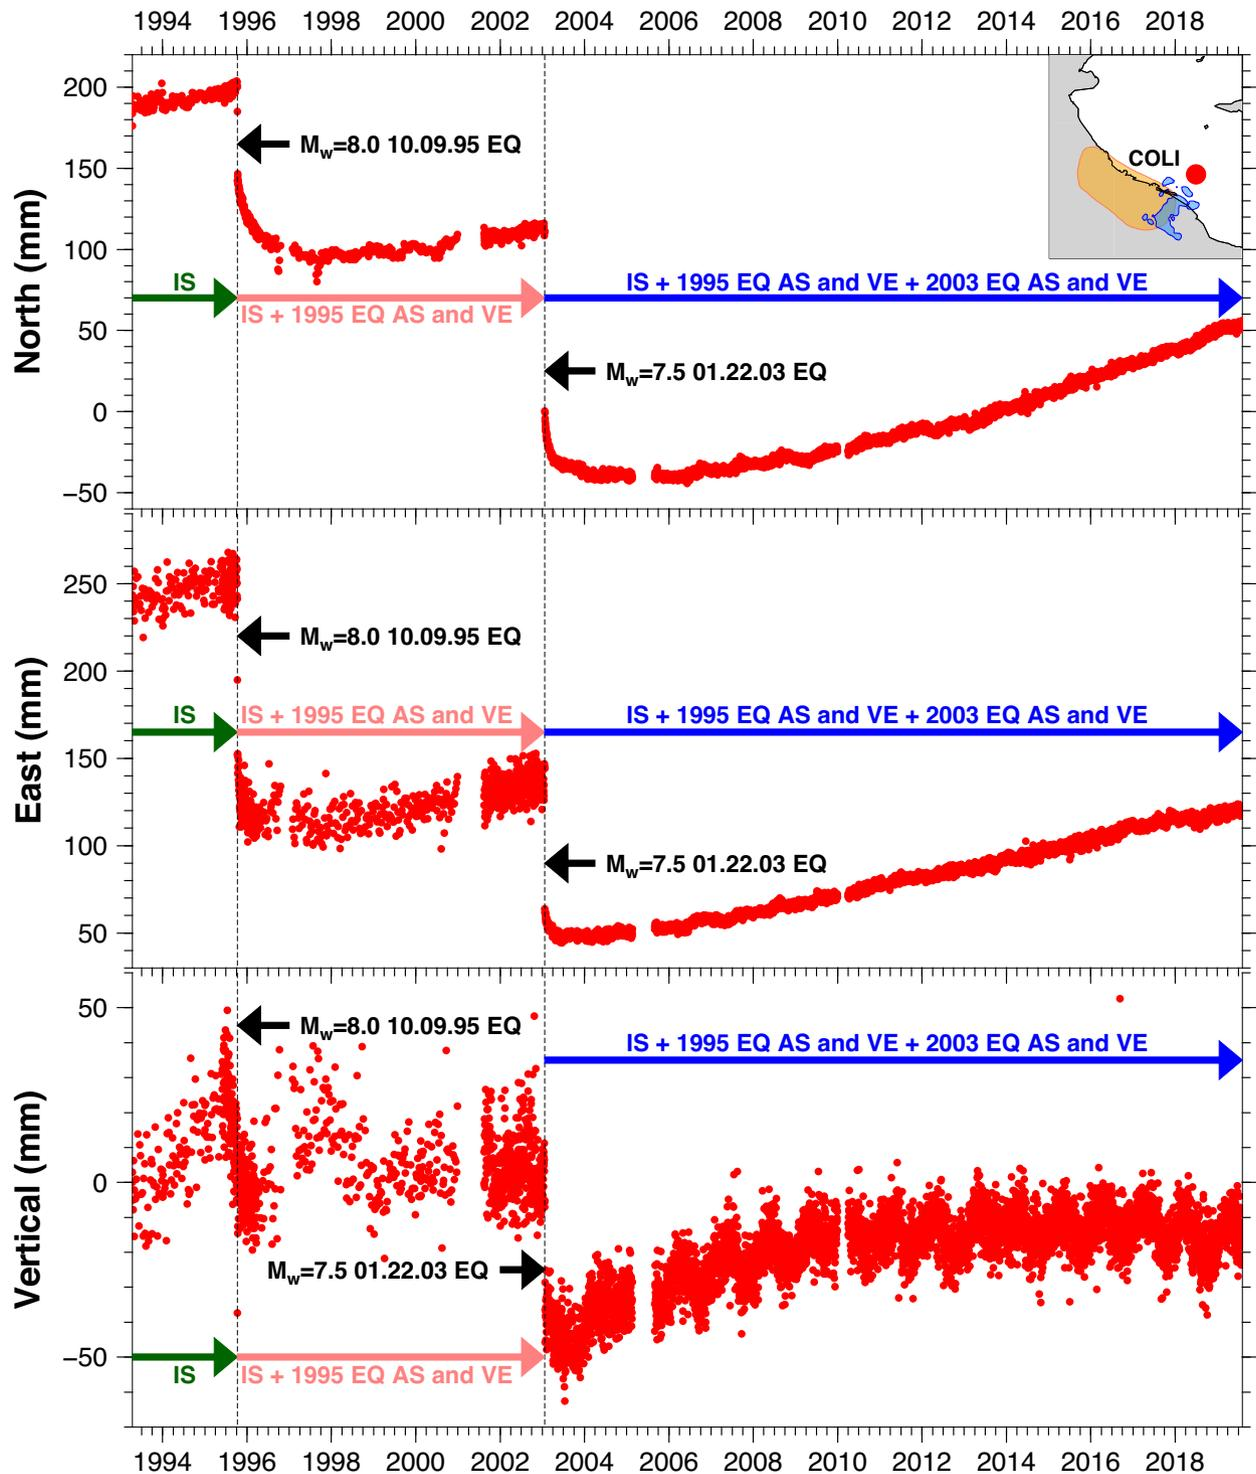 1994 1996 1998 2000 2002 2004 2006 2008 2010 2012 2014 2016 2018
200
150
100
50
0
−50
North (mm)
COLI
Mw=8.0 10.09.95 EQ
IS
IS + 1995 EQ AS and VE
IS + 1995 EQ AS and VE + 2003 EQ AS and VE
Mw=7.5 01.22.03 EQ
250
200
150
100
50
East (mm)
Mw=8.0 10.09.95 EQ
IS
IS + 1995 EQ AS and VE
IS + 1995 EQ AS and VE + 2003 EQ AS and VE
Mw=7.5 01.22.03 EQ
50
0
−50
Vertical (mm)
Mw=8.0 10.09.95 EQ
IS + 1995 EQ AS and VE + 2003 EQ AS and VE
Mw=7.5 01.22.03 EQ
IS
IS + 1995 EQ AS and VE
1994 1996 1998 2000 2002 2004 2006 2008 2010 2012 2014 2016 2018